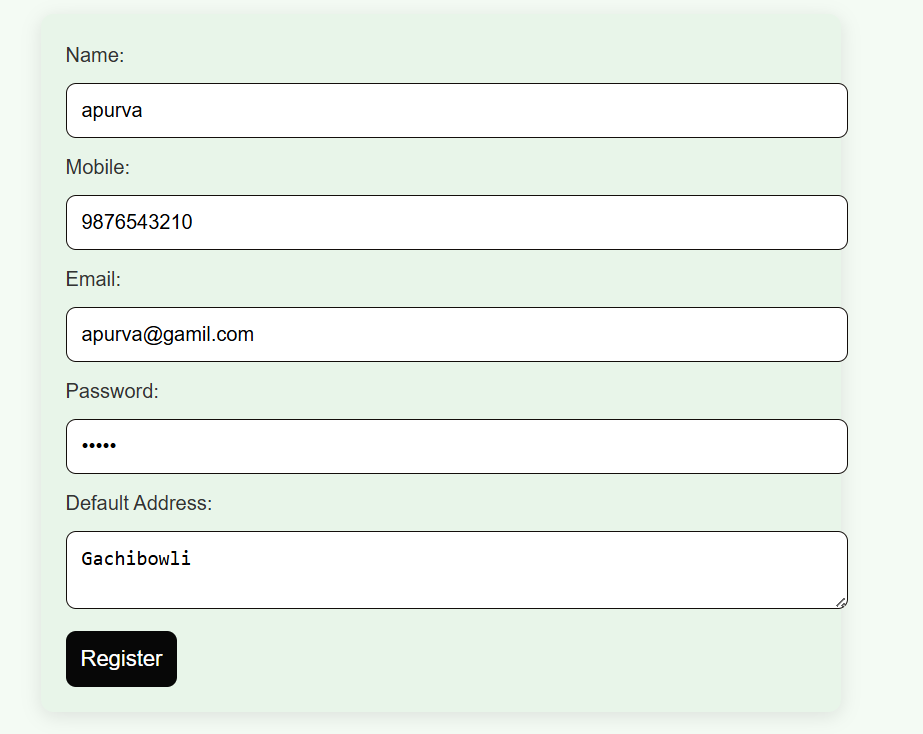 Name:
apurva
Mobile:
9876543210
Email:
apurva@gamil.com
Password:
•••••
Default Address:
Gachibowli
Register